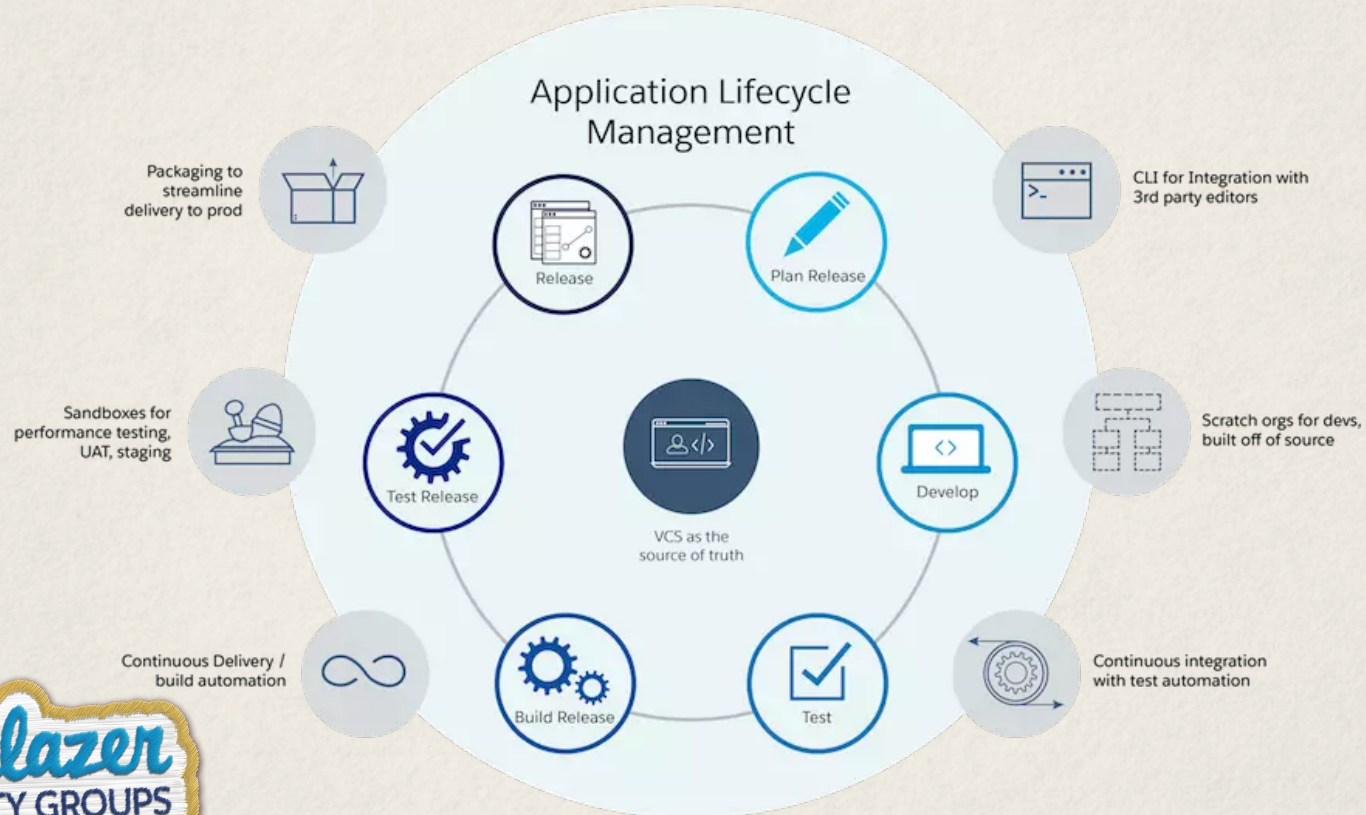 Application Lifecycle
Management
Packaging to
streamline
delivery to prod
CLI for Integration with
3rd party editors
Release
Plan Release
Sandboxes for
performance testing,
UAT, staging
Test Release
VCS as the
source of truth
Develop
Scratch orgs for devs,
built off of source
Continuous Delivery /
build automation
Build Release
Test
Continuous integration
with test automation
lazer
TY GROUPS